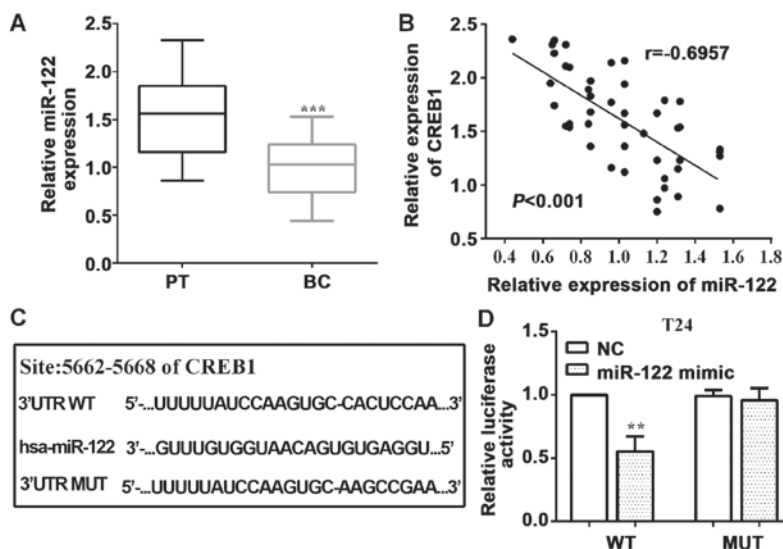 A
Relative miR-122
expression
2.5
2.0
1.5
1.0
0.5
0.0
***
PT
BC
B
Relative expression
of CREB1
2.5
2.0
1.5
1.0
0.5
r=-0.6957
P<0.001
0.4 0.6 0.8 1.0 1.2 1.4 1.6 1.8
Relative expression of miR-122
C
Site:5662-5668 of CREB1
3'UTR WT 5'-...UUUUUAUCCAAGUGC-CACUCCAA...3'
hsa-miR-122 3'-...GUUUGUGGUAACAGUGUGAGGU...5'
3'UTR MUT 5'-...UUUUUAUCCAAGUGC-AAGCCGAA...3'
D
T24
Relative luciferase
activity
1.5
1.0
0.5
0.0
NC
miR-122 mimic
**
WT
MUT